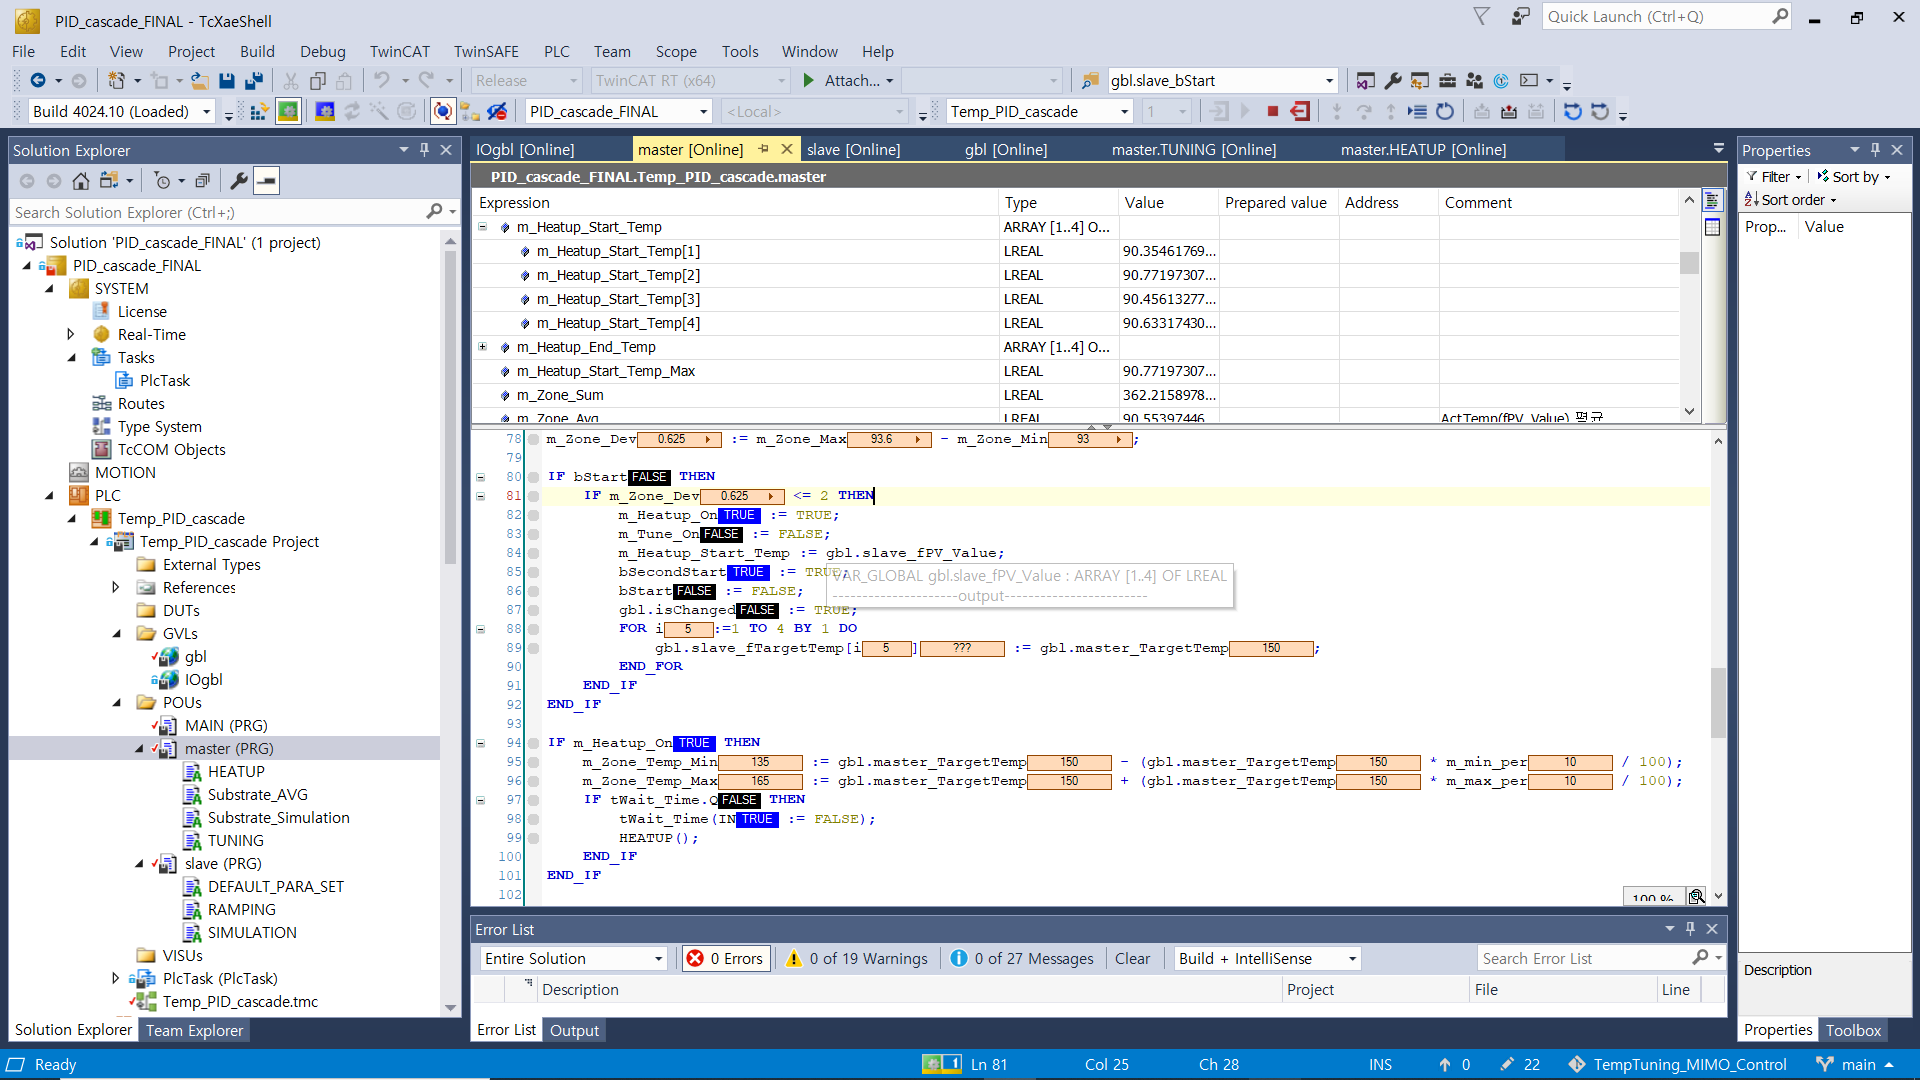 PID_cascade_FINAL - TcXaeShell
Quick Launch (Ctrl+Q)
File Edit View Project Build Debug TwinCAT TwinSAFE PLC Team Scope Tools Window Help
Release TwinCAT RT (x64) Attach... gbl.slave_bStart
Build 4024.10 (Loaded) PID_cascade_FINAL <Local> Temp_PID_cascade 1
Solution Explorer
Search Solution Explorer (Ctrl+;)
Solution 'PID_cascade_FINAL' (1 project)
PID_cascade_FINAL
SYSTEM
License
Real-Time
Tasks
PlcTask
Routes
Type System
TcCOM Objects
MOTION
PLC
Temp_PID_cascade
Temp_PID_cascade Project
External Types
References
DUTs
GVLs
gbl
IOgbl
POUs
MAIN (PRG)
master (PRG)
HEATUP
Substrate_AVG
Substrate_Simulation
TUNING
slave (PRG)
DEFAULT_PARA_SET
RAMPING
SIMULATION
VISUs
PlcTask (PlcTask)
Temp_PID_cascade.tmc
Solution Explorer Team Explorer
IOgbl [Online] master [Online] slave [Online] gbl [Online] master.TUNING [Online] master.HEATUP [Online]
PID_cascade_FINAL.Temp_PID_cascade.master
Expression Type Value Prepared value Address Comment
m_Heatup_Start_Temp ARRAY [1..4] O...
m_Heatup_Start_Temp[1] LREAL 90.35461769...
m_Heatup_Start_Temp[2] LREAL 90.77197307...
m_Heatup_Start_Temp[3] LREAL 90.45613277...
m_Heatup_Start_Temp[4] LREAL 90.63317430...
m_Heatup_End_Temp ARRAY [1..4] O...
m_Heatup_Start_Temp_Max LREAL 90.77197307...
m_Zone_Sum LREAL 362.2158978...
m_Zone_Avg LREAL 90.55397446 ActTemp(fPV_Value) 평균
78 m_Zone_Dev 0.625 := m_Zone_Max 93.6 - m_Zone_Min 93 ;
79
80 IF bStart FALSE THEN
81 IF m_Zone_Dev 0.625 <= 2 THEN
82 m_Heatup_On TRUE := TRUE;
83 m_Tune_On FALSE := FALSE;
84 m_Heatup_Start_Temp := gbl.slave_fPV_Value;
85 bSecondStart TRUE := TRUE;
VAR_GLOBAL gbl.slave_fPV_Value : ARRAY [1..4] OF LREAL
---------------------output------------------------
86 bStart FALSE := FALSE;
87 gbl.isChanged FALSE := TRUE;
88 FOR i 5 :=1 TO 4 BY 1 DO
89 gbl.slave_fTargetTemp[i 5 ] ??? := gbl.master_TargetTemp 150 ;
90 END_FOR
91 END_IF
92 END_IF
93
94 IF m_Heatup_On TRUE THEN
95 m_Zone_Temp_Min 135 := gbl.master_TargetTemp 150 - (gbl.master_TargetTemp 150 * m_min_per 10 / 100);
96 m_Zone_Temp_Max 165 := gbl.master_TargetTemp 150 + (gbl.master_TargetTemp 150 * m_max_per 10 / 100);
97 IF tWait_Time.Q FALSE THEN
98 tWait_Time(IN TRUE := FALSE);
99 HEATUP();
100 END_IF
101 END_IF
102
100 %
Error List
Entire Solution 0 Errors 0 of 19 Warnings 0 of 27 Messages Clear Build + IntelliSense Search Error List
Description Project File Line
Error List Output
Properties
Filter Sort by
Sort order
Prop... Value
Description
Properties Toolbox
Ready 1 Ln 81 Col 25 Ch 28 INS 0 22 TempTuning_MIMO_Control main